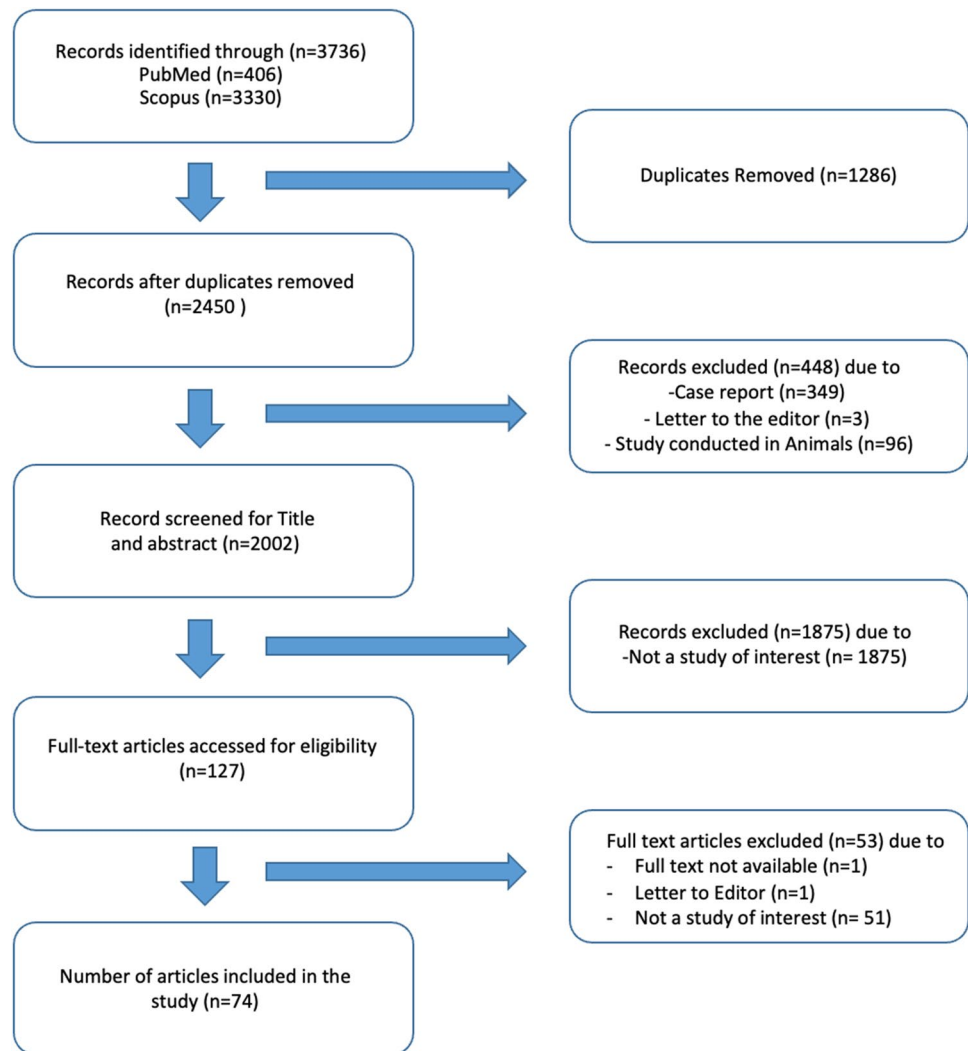 Records identified through (n=3736)
PubMed (n=406)
Scopus (n=3330)
Duplicates Removed (n=1286)
Records after duplicates removed
(n=2450 )
Records excluded (n=448) due to
-Case report (n=349)
- Letter to the editor (n=3)
- Study conducted in Animals (n=96)
Record screened for Title
and abstract (n=2002)
Records excluded (n=1875) due to
-Not a study of interest (n= 1875)
Full-text articles accessed for eligibility
(n=127)
Full text articles excluded (n=53) due to
- Full text not available (n=1)
- Letter to Editor (n=1)
- Not a study of interest (n= 51)
Number of articles included in the
study (n=74)